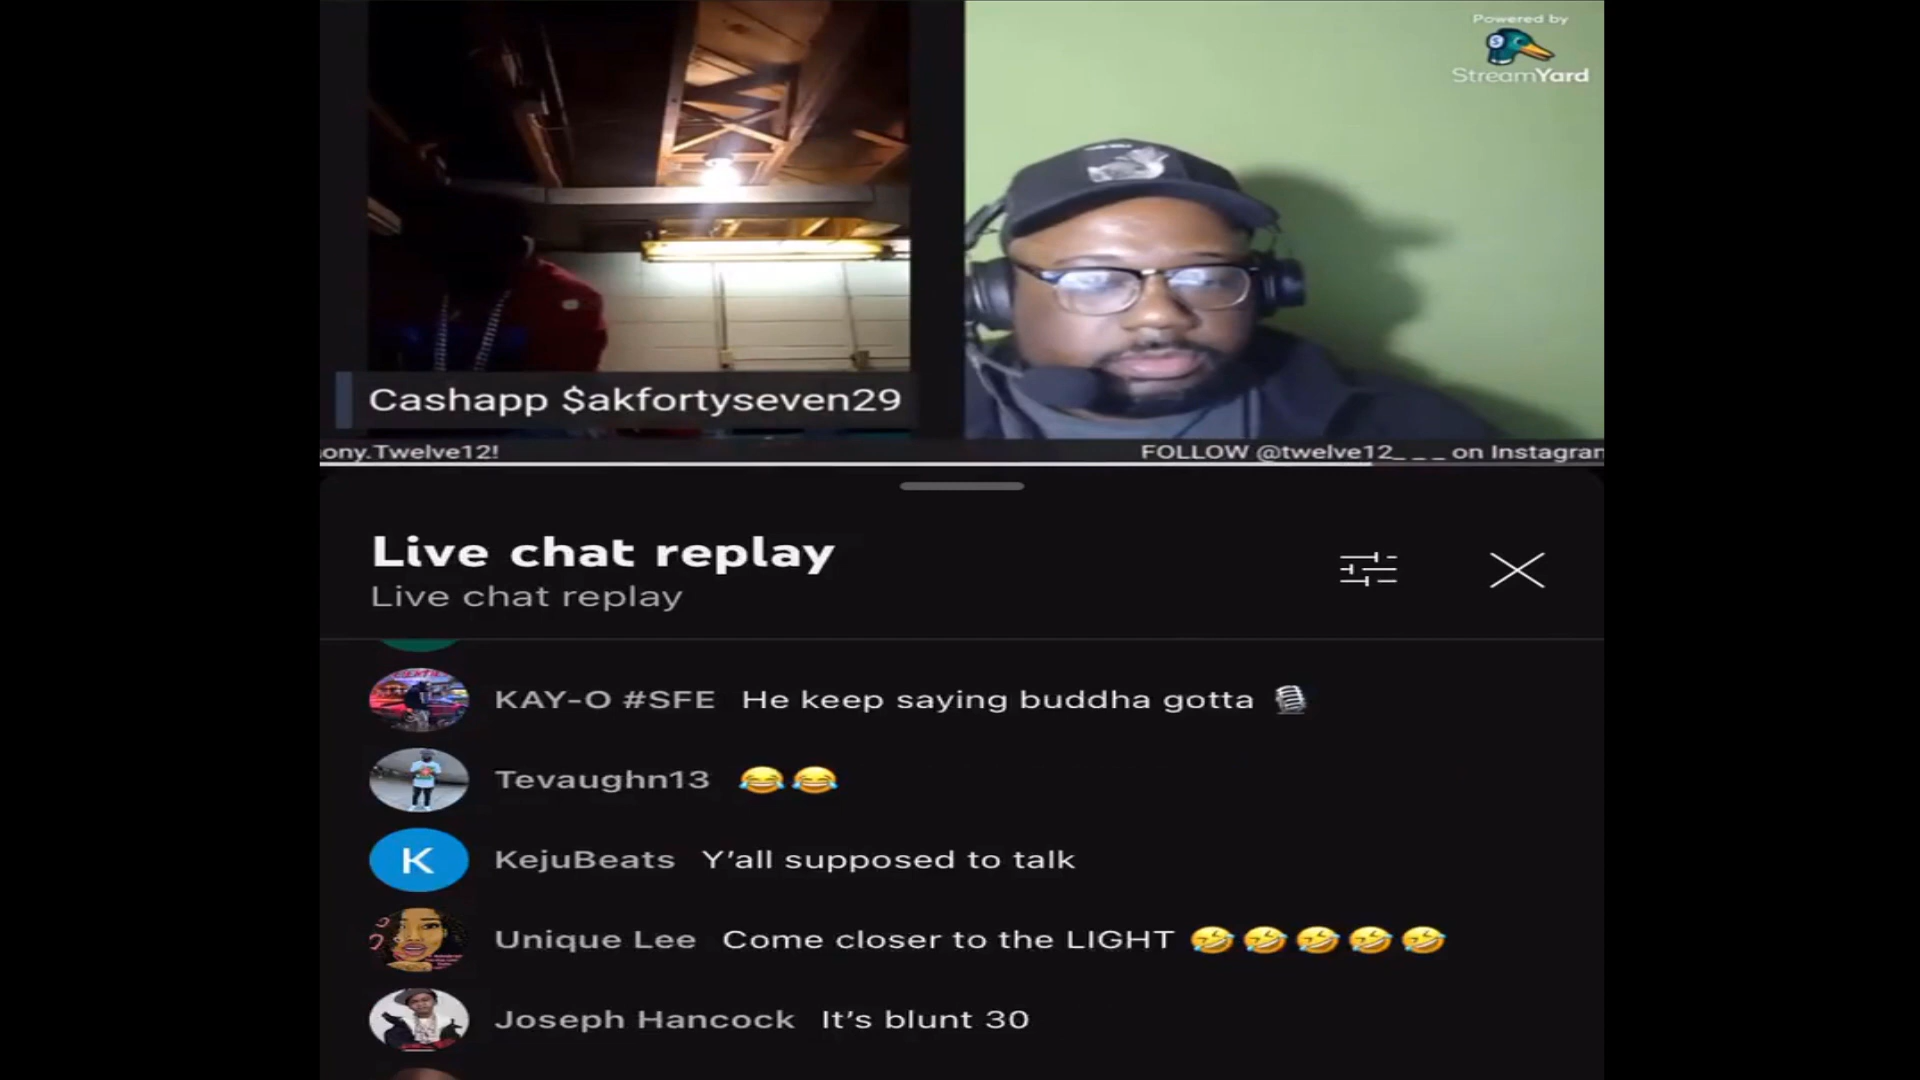 Powered by
StreamYard
Cashapp $akfortyseven29
ony.Twelve12!
FOLLOW @twelve12_ _ _ on Instagram
Live chat replay
Live chat replay
KAY-O #SFE He keep saying buddha gotta 🎙️
Tevaughn13 😂😂
K
KejuBeats Y’all supposed to talk
Unique Lee Come closer to the LIGHT 🤣🤣🤣🤣🤣
Joseph Hancock It’s blunt 30